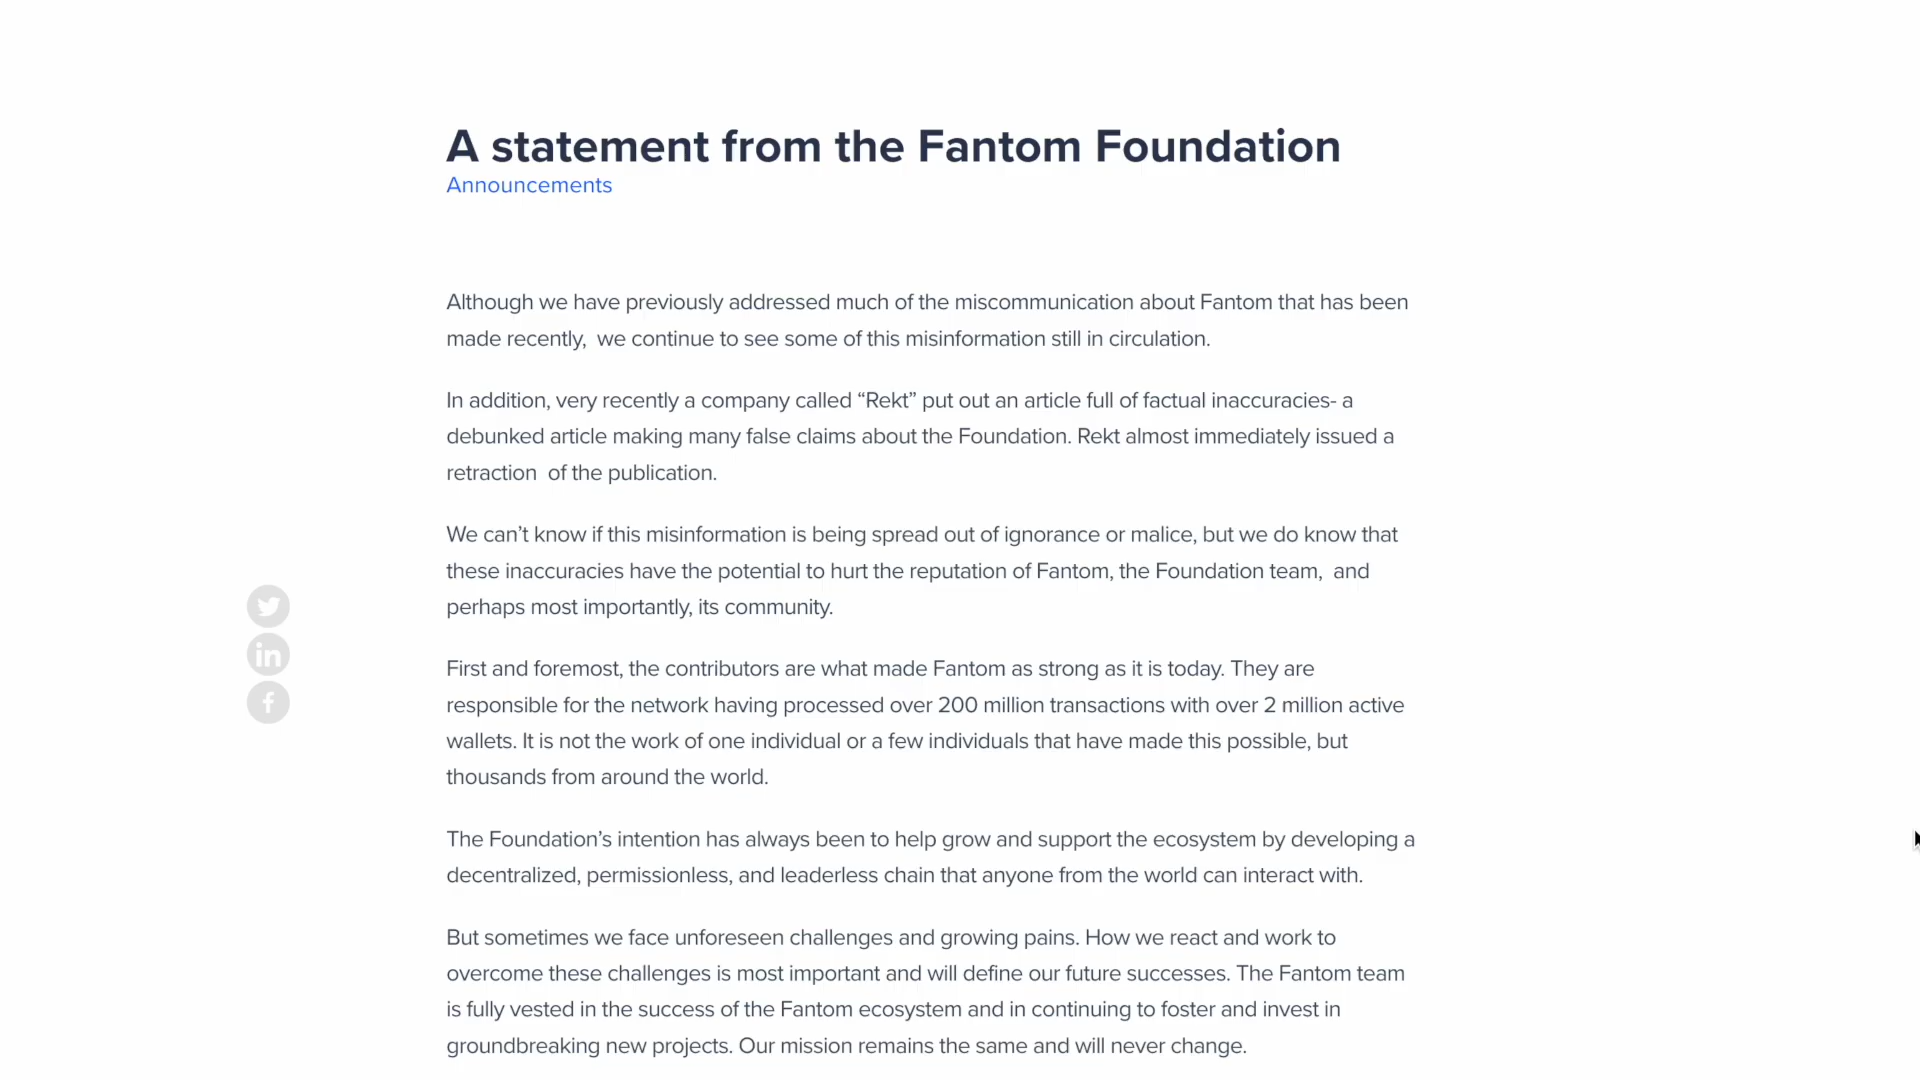 A statement from the Fantom Foundation
Announcements
Although we have previously addressed much of the miscommunication about Fantom that has been
made recently,  we continue to see some of this misinformation still in circulation.
In addition, very recently a company called “Rekt” put out an article full of factual inaccuracies- a
debunked article making many false claims about the Foundation. Rekt almost immediately issued a
retraction  of the publication.
We can’t know if this misinformation is being spread out of ignorance or malice, but we do know that
these inaccuracies have the potential to hurt the reputation of Fantom, the Foundation team,  and
perhaps most importantly, its community.
First and foremost, the contributors are what made Fantom as strong as it is today. They are
responsible for the network having processed over 200 million transactions with over 2 million active
wallets. It is not the work of one individual or a few individuals that have made this possible, but
thousands from around the world.
The Foundation’s intention has always been to help grow and support the ecosystem by developing a
decentralized, permissionless, and leaderless chain that anyone from the world can interact with.
But sometimes we face unforeseen challenges and growing pains. How we react and work to
overcome these challenges is most important and will define our future successes. The Fantom team
is fully vested in the success of the Fantom ecosystem and in continuing to foster and invest in
groundbreaking new projects. Our mission remains the same and will never change.